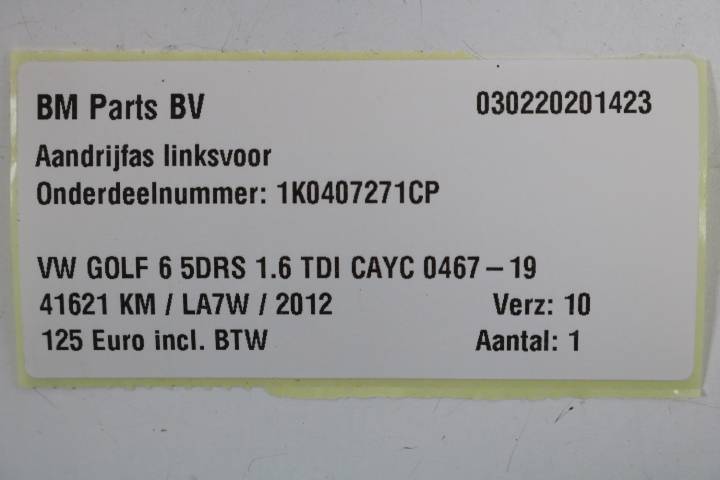 BM Parts BV 030220201423
Aandrijfas linksvoor
Onderdeelnummer: 1K0407271CP
VW GOLF 6 5DRS 1.6 TDI CAYC 0467 – 19
41621 KM / LA7W / 2012 Verz: 10
125 Euro incl. BTW Aantal: 1